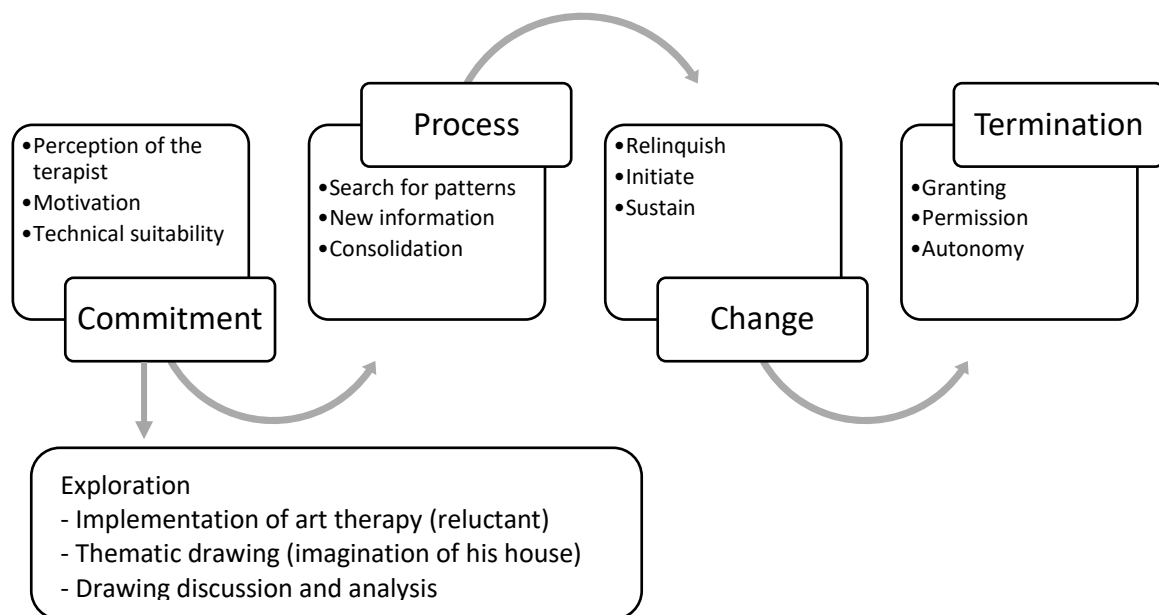 •Perception of the
terapist
•Motivation
•Technical suitability
Commitment
Process
•Search for patterns
•New information
•Consolidation
•Relinquish
•Initiate
•Sustain
Change
Termination
•Granting
•Permission
•Autonomy
Exploration
- Implementation of art therapy (reluctant)
- Thematic drawing (imagination of his house)
- Drawing discussion and analysis